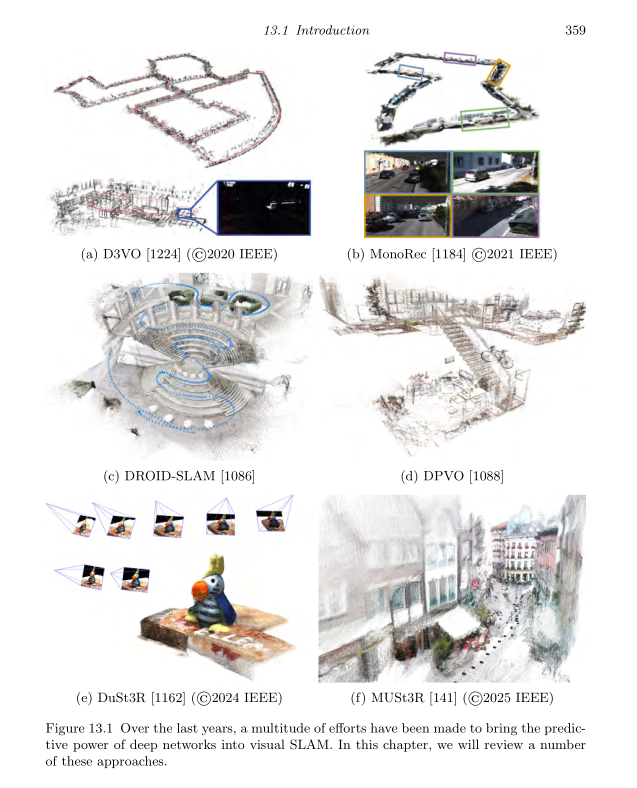 13.1 Introduction 359
(a) D3VO [1224] (©2020 IEEE)
(b) MonoRec [1184] ©2021 IEEE)
(c) DROID-SLAM [1086]
(d) DPVO [1088]
(e) DuSt3R [1162] (©2024 IEEE)
(f) MUSt3R [141] (©2025 IEEE)
Figure 13.1 Over the last years, a multitude of efforts have been made to bring the predic-
tive power of deep networks into visual SLAM. In this chapter, we will review a number
of these approaches.